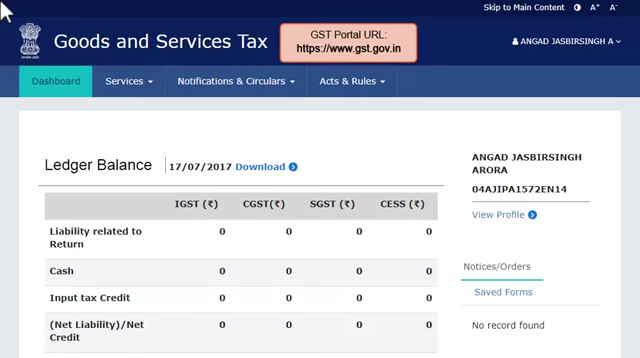 Skip to Main Content A+ A-
Goods and Services Tax
GST Portal URL:
https://www.gst.gov.in
ANGAD JASBIRSINGH A
Dashboard Services Notifications & Circulars Acts & Rules
Ledger Balance 17/07/2017 Download
IGST (₹) CGST(₹) SGST (₹) CESS (₹)
Liability related to
Return 0 0 0 0
Cash 0 0 0 0
Input tax Credit 0 0 0 0
(Net Liability)/Net
Credit 0 0 0 0
ANGAD JASBIRSINGH
ARORA
04AJIPA1572EN14
View Profile
Notices/Orders
Saved Forms
No record found